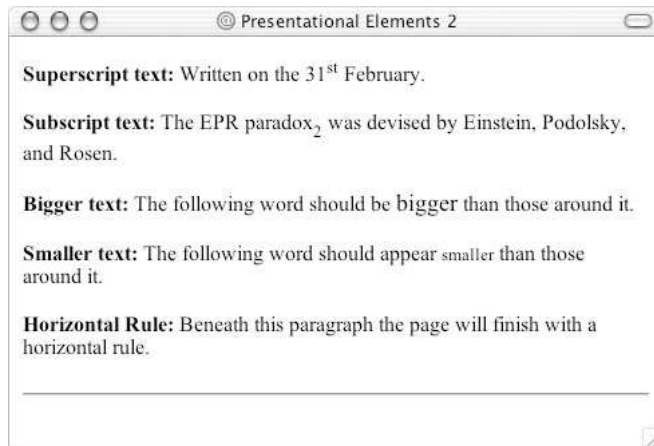 Presentational Elements 2
Superscript text: Written on the 31st February.
Subscript text: The EPR paradox2 was devised by Einstein, Podolsky,
and Rosen.
Bigger text: The following word should be bigger than those around it.
Smaller text: The following word should appear smaller than those
around it.
Horizontal Rule: Beneath this paragraph the page will finish with a
horizontal rule.